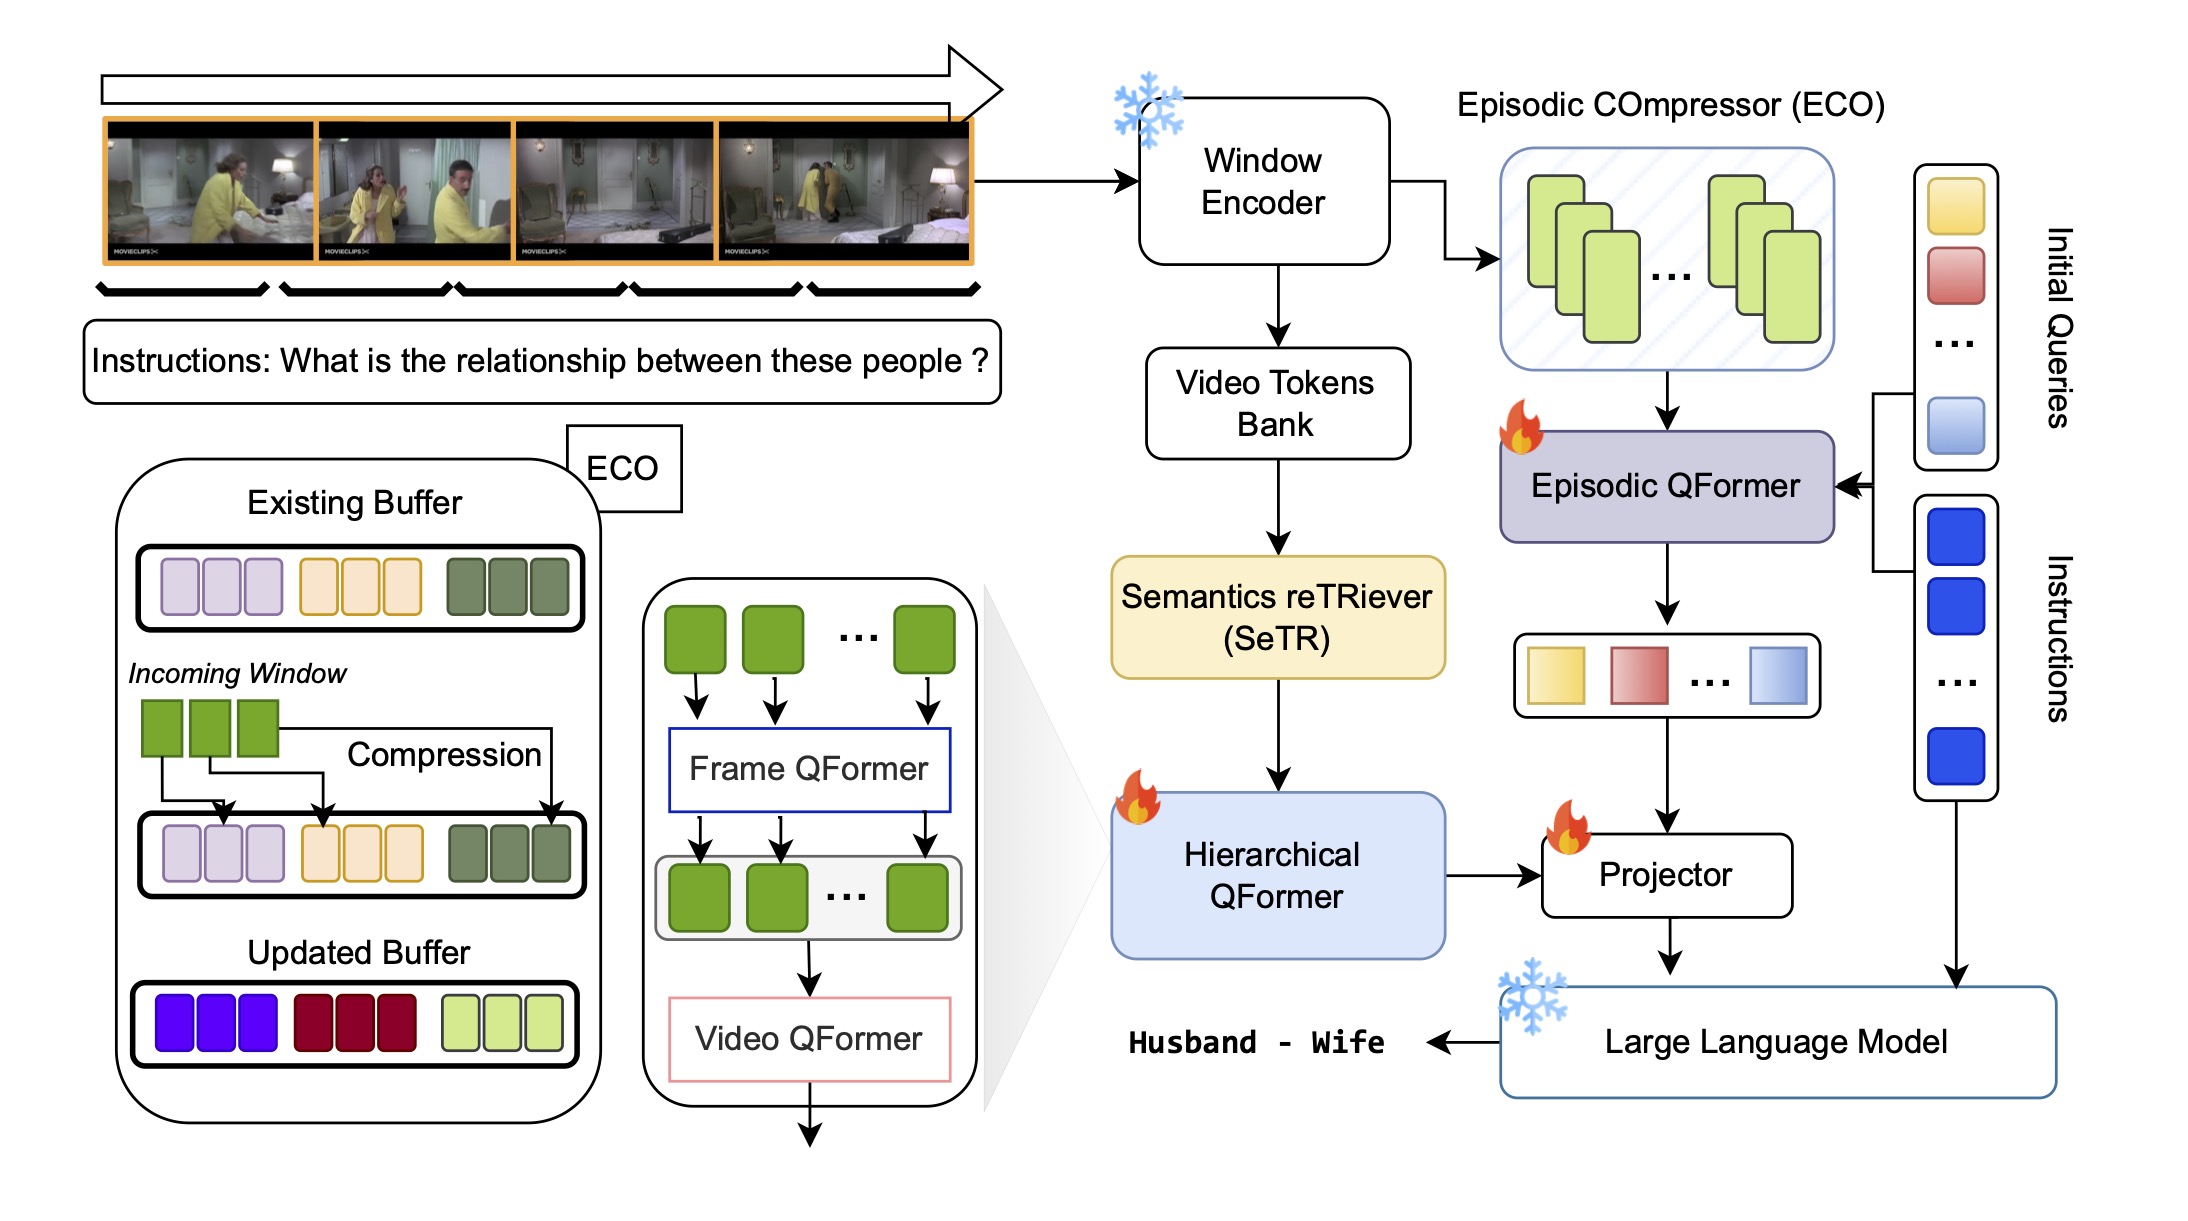 MOVIECLIPS
MOVIECLIPS
MOVIECLIPS
MOVIECLIPS
Instructions: What is the relationship between these people ?
ECO
Existing Buffer
Incoming Window
Compression
Updated Buffer
...
Frame QFormer
...
Video QFormer
Window
Encoder
Video Tokens
Bank
Semantics reTRiever
(SeTR)
Hierarchical
QFormer
Episodic COmpressor (ECO)
...
Episodic QFormer
...
Projector
Large Language Model
Husband - Wife
...
Initial Queries
...
Instructions